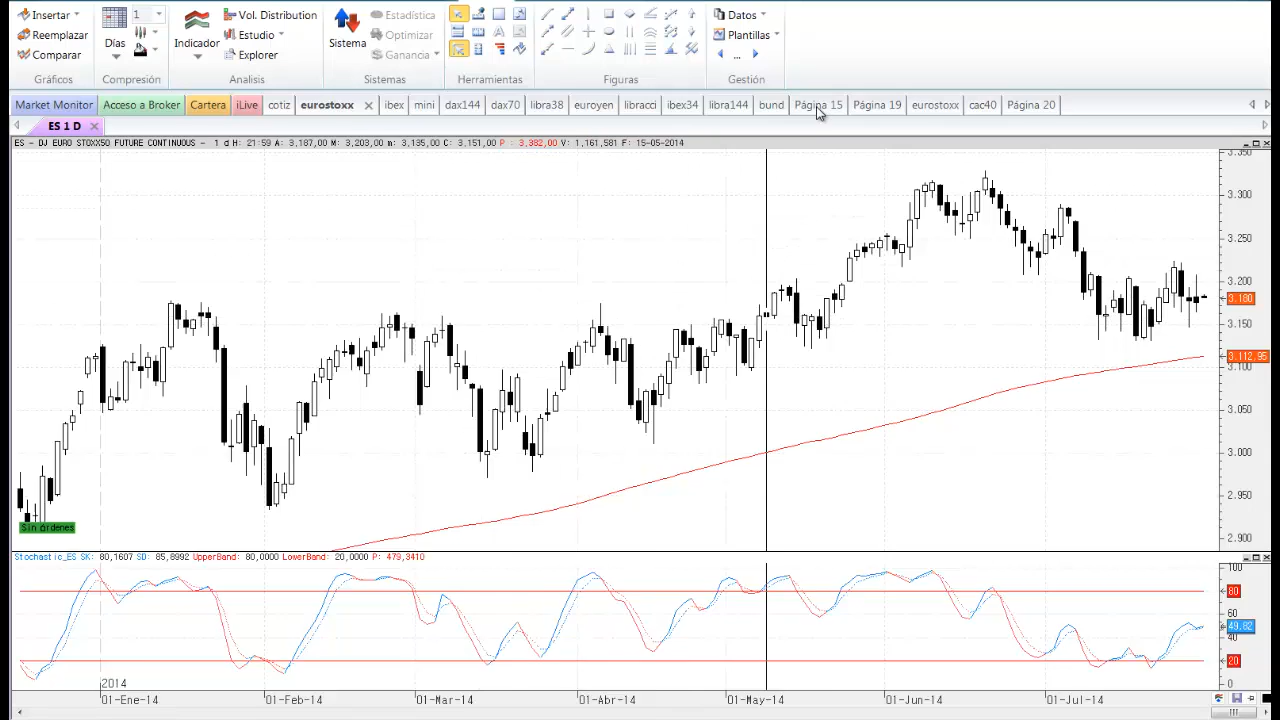 Insertar
Reemplazar
Comparar
Gráficos
1
Días
Compresión
Indicador
Vol. Distribution
Estudio
Explorer
Analisis
Sistema
Estadística
Optimizar
Ganancia
Sistemas
Herramientas
Figuras
Datos
Plantillas
...
Gestión
Market Monitor Acceso a Broker Cartera iLive cotiz eurostoxx ibex mini dax144 dax70 libra38 euroyen libracci ibex34 libra144 bund Página 15 Página 19 eurostoxx cac40 Página 20
ES 1 D
ES - DJ EURO STOXX50 FUTURE CONTINUOUS - 1 d H: 21:59 A: 3,187,00 M: 3,203,00 m: 3,135,00 C: 3,151,00 P : 3,382,00 V: 1,161,581 F: 15-05-2014
3.350
3.300
3.250
3.200
3.180
3.150
3.112,95
3.100
3.050
3.000
2.950
2.900
Sin órdenes
Stochastic_ES SK: 80,1607 SD: 85,8992 UpperBand: 80,0000 LowerBand: 20,0000 P: 479,3410
100
80
60
49.82
40
20
0
2014
01-Ene-14 01-Feb-14 01-Mar-14 01-Abr-14 01-May-14 01-Jun-14 01-Jul-14